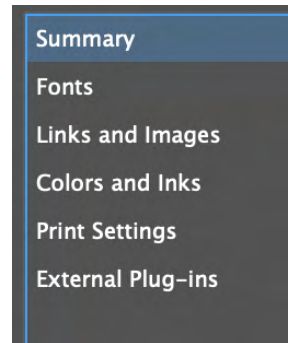 Summary
Fonts
Links and Images
Colors and Inks
Print Settings
External Plug-ins